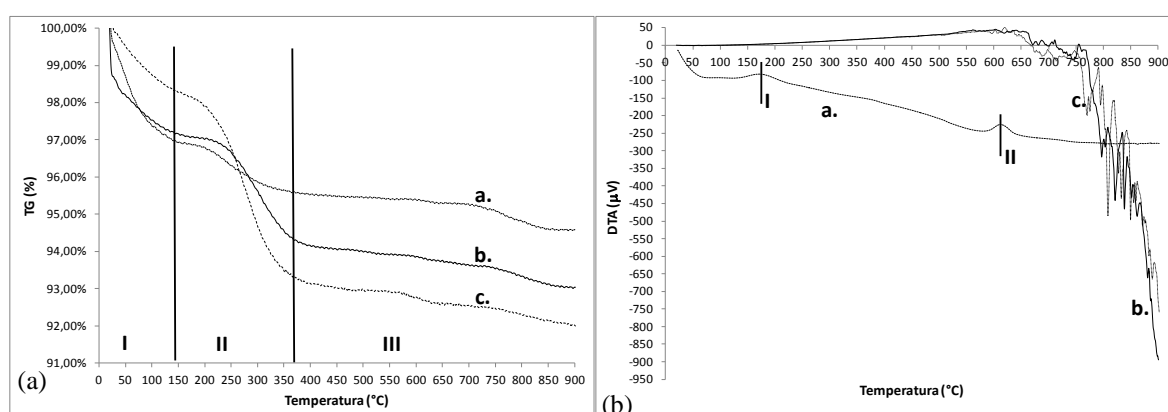 100,00%
99,00%
98,00%
97,00%
96,00%
95,00%
94,00%
93,00%
92,00%
91,00%
TG (%)
a.
b.
c.
I
II
III
0 50 100 150 200 250 300 350 400 450 500 550 600 650 700 750 800 850 900
Temperatura (°C)
(a)
50
0
-50
-100
-150
-200
-250
-300
-350
-400
-450
-500
-550
-600
-650
-700
-750
-800
-850
-900
-950
DTA (µV)
0 50 100 150 200 250 300 350 400 450 500 550 600 650 700 750 800 850 900
I
a.
II
c.
b.
Temperatura (°C)
(b)